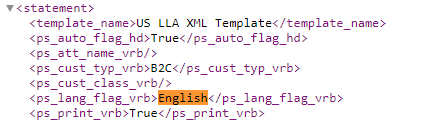 ▼<statement>
<template_name>US LLA XML Template</template_name>
<ps_auto_flag_hd>True</ps_auto_flag_hd>
<ps_att_name_vrb/>
<ps_cust_typ_vrb>B2C</ps_cust_typ_vrb>
<ps_cust_class_vrb/>
<ps_lang_flag_vrb>English</ps_lang_flag_vrb>
<ps_print_vrb>True</ps_print_vrb>